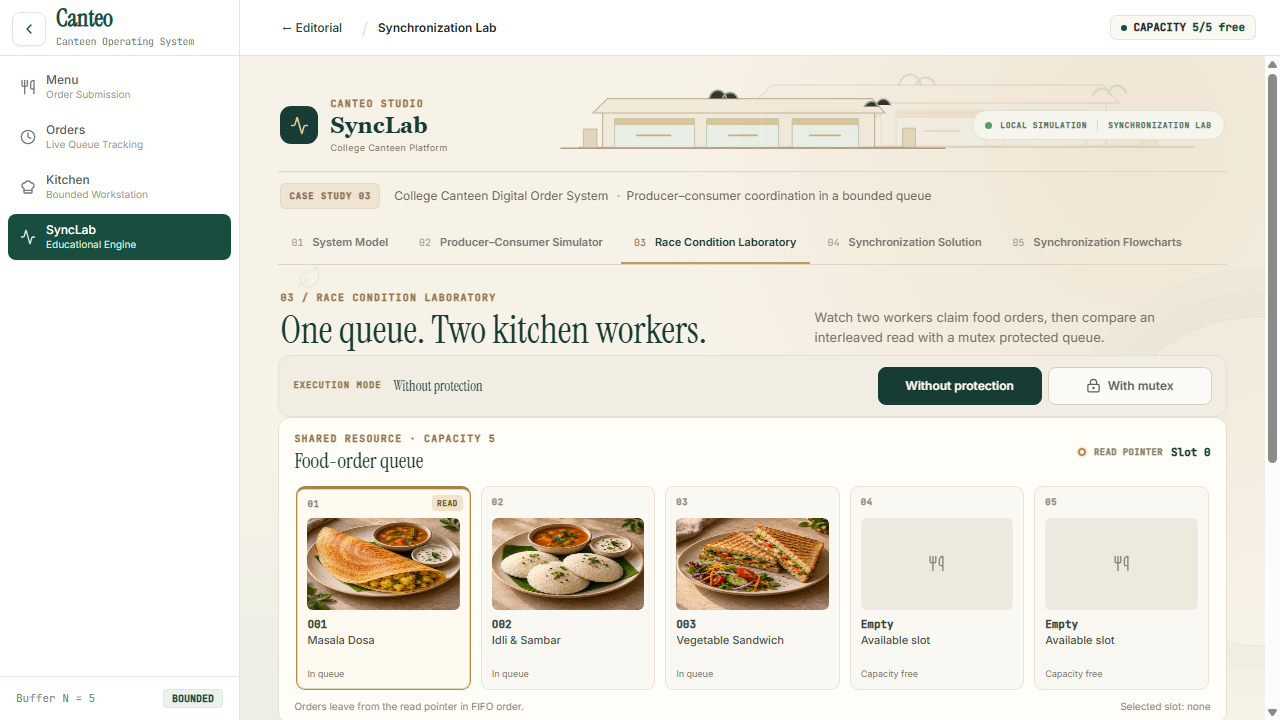 Canteo
Canteen Operating System
Menu
Order Submission
Orders
Live Queue Tracking
Kitchen
Bounded Workstation
SyncLab
Educational Engine
Buffer N = 5
BOUNDED
← Editorial / Synchronization Lab
CAPACITY 5/5 free
CANTEO STUDIO
SyncLab
College Canteen Platform
LOCAL SIMULATION | SYNCHRONIZATION LAB
CASE STUDY 03 College Canteen Digital Order System · Producer–consumer coordination in a bounded queue
01 System Model 02 Producer–Consumer Simulator 03 Race Condition Laboratory 04 Synchronization Solution 05 Synchronization Flowcharts
03 / RACE CONDITION LABORATORY
One queue. Two kitchen workers.
Watch two workers claim food orders, then compare an
interleaved read with a mutex protected queue.
EXECUTION MODE Without protection
Without protection
With mutex
SHARED RESOURCE · CAPACITY 5
Food-order queue
READ POINTER Slot 0
01 READ
O01
Masala Dosa
In queue
02
O02
Idli & Sambar
In queue
03
O03
Vegetable Sandwich
In queue
04
Empty
Available slot
Capacity free
05
Empty
Available slot
Capacity free
Orders leave from the read pointer in FIFO order.
Selected slot: none